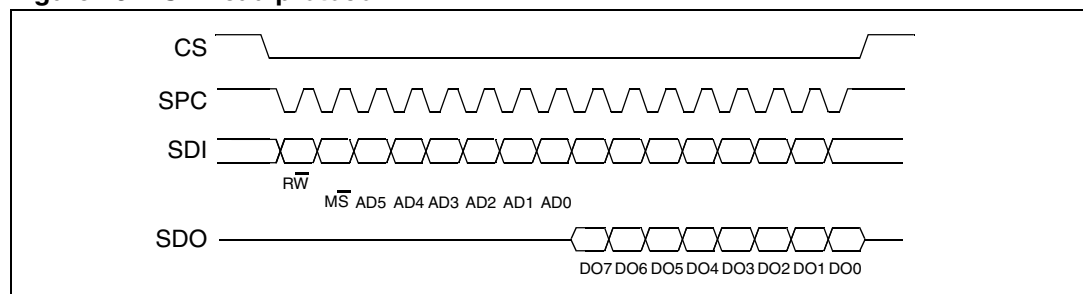 CS
SPC
SDI
RW
MS AD5 AD4 AD3 AD2 AD1 AD0
SDO
DO7 DO6 DO5 DO4 DO3 DO2 DO1 DO0